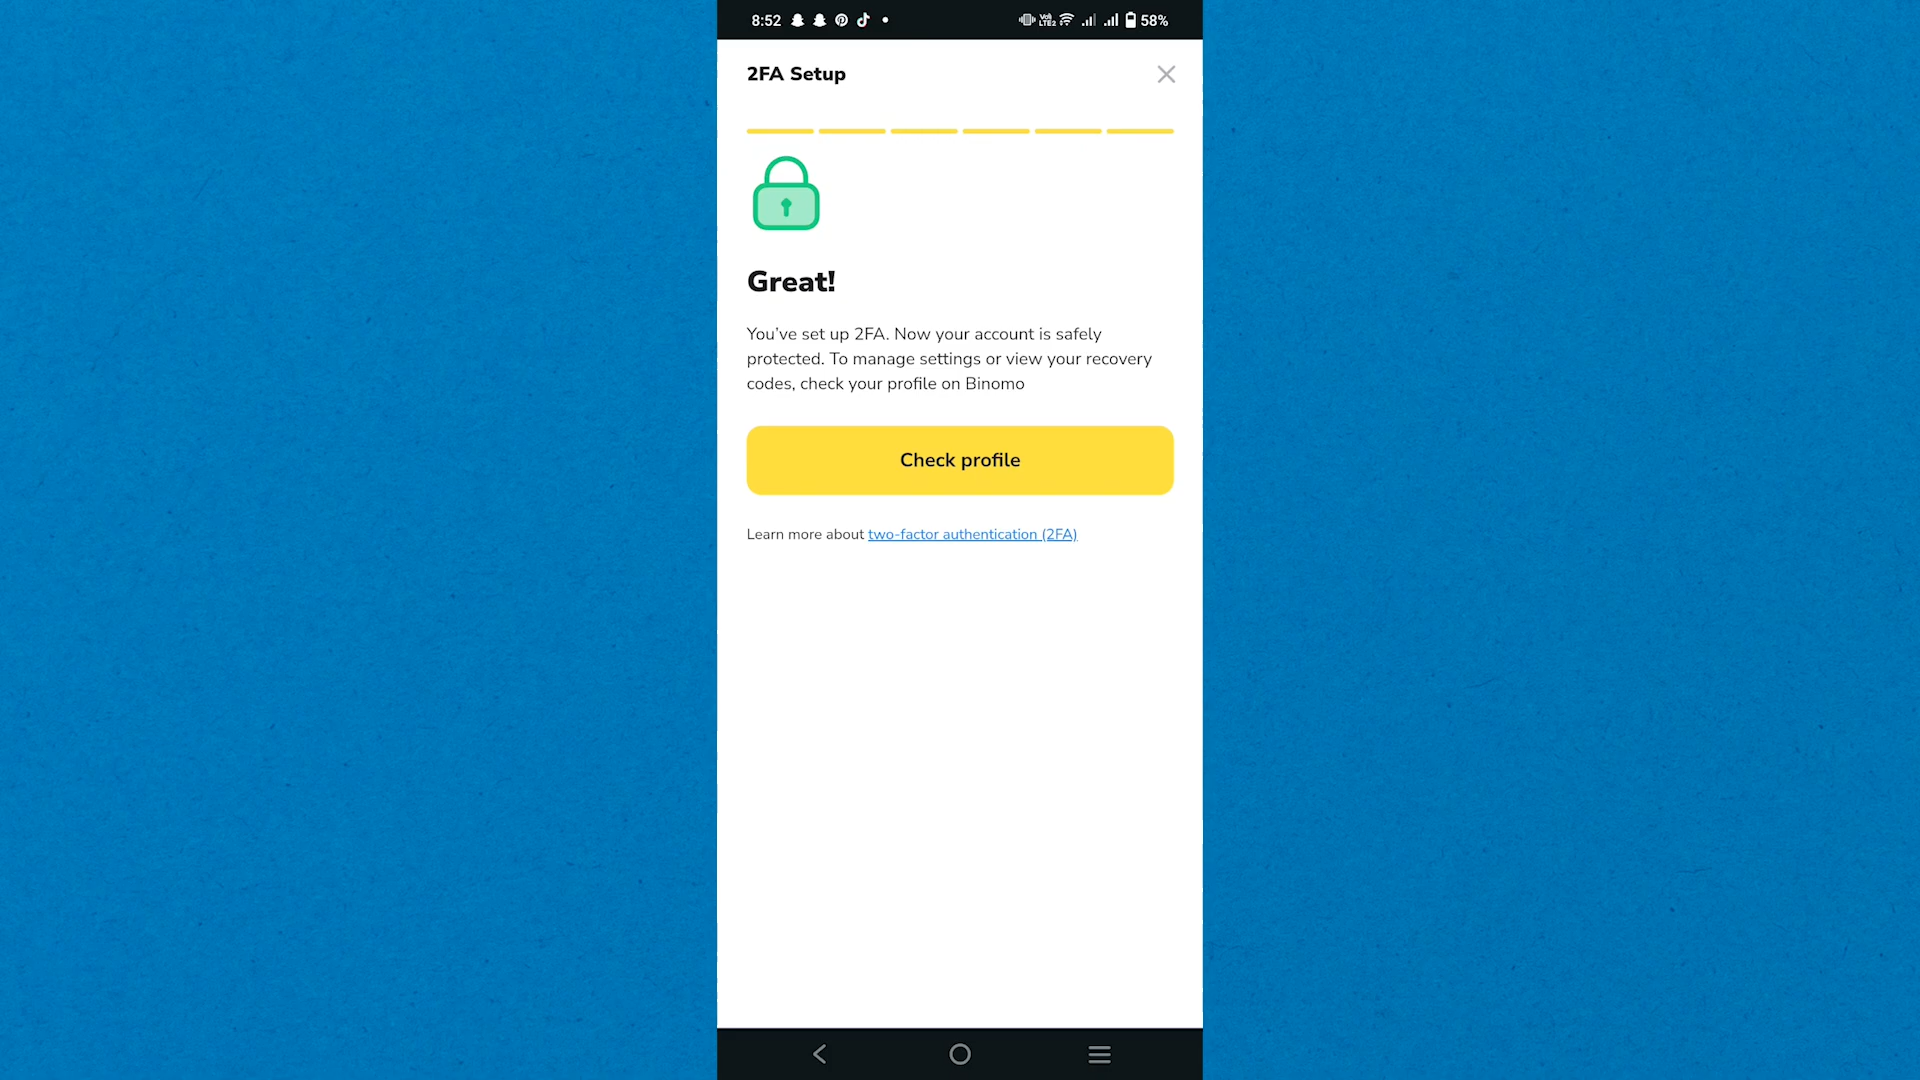 8:52 58%
2FA Setup
Great!
You’ve set up 2FA. Now your account is safely
protected. To manage settings or view your recovery
codes, check your profile on Binomo
Check profile
Learn more about two-factor authentication (2FA)